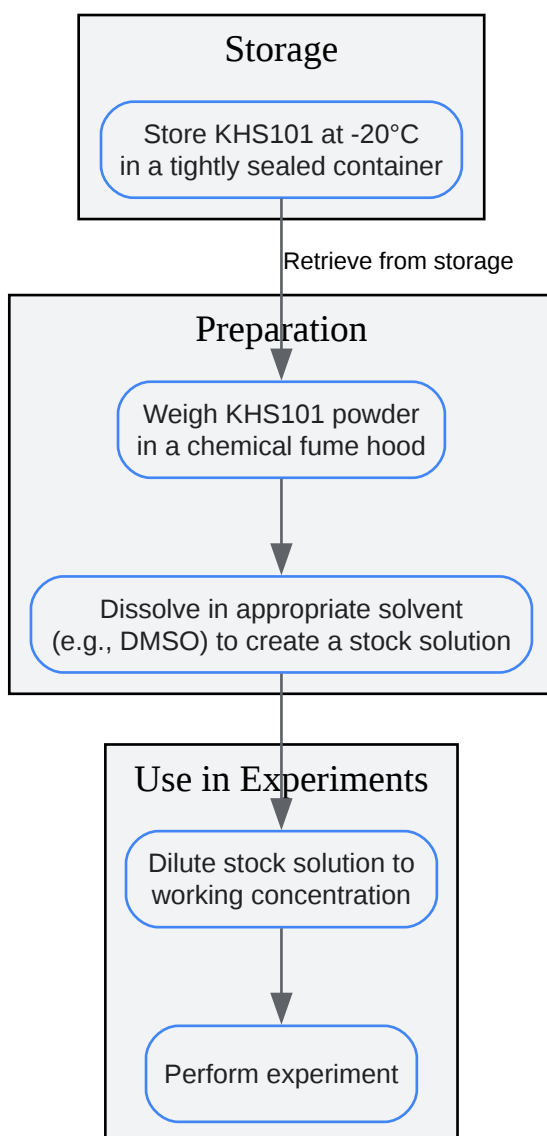 Storage
Store KHS101 at -20°C
in a tightly sealed container
Retrieve from storage
Preparation
Weigh KHS101 powder
in a chemical fume hood
Dissolve in appropriate solvent
(e.g., DMSO) to create a stock solution
Use in Experiments
Dilute stock solution to
working concentration
Perform experiment